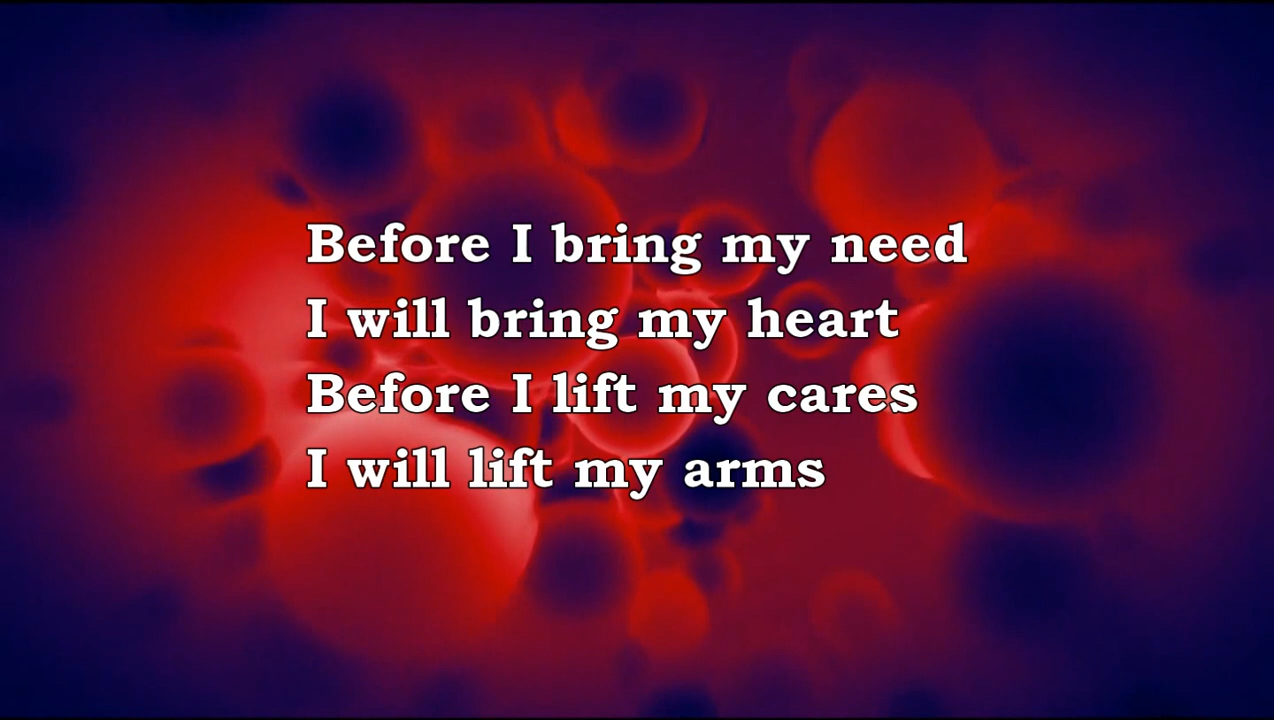 Before I bring my need
I will bring my heart
Before I lift my cares
I will lift my arms